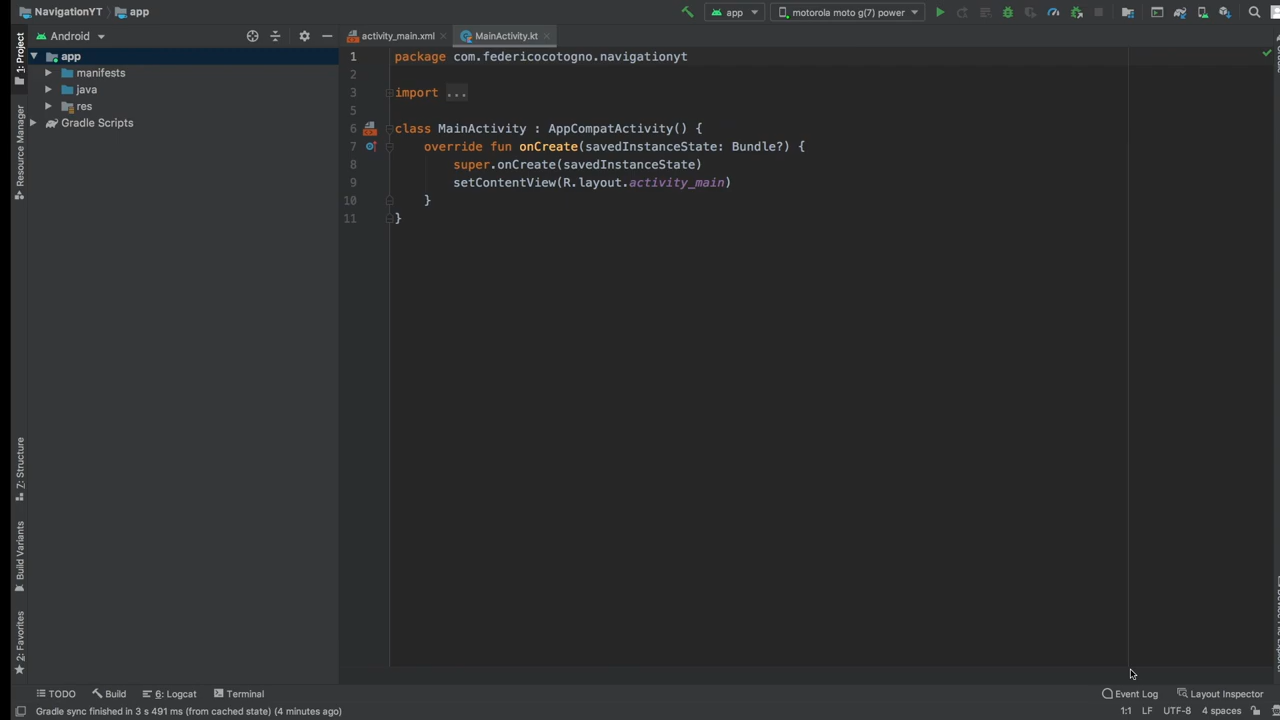 NavigationYT app
app
motorola moto g(7) power
1: Project
Android
activity_main.xml
MainActivity.kt
app
manifests
java
res
Gradle Scripts
Resource Manager
Z: Structure
Build Variants
2: Favorites
1 package com.federicocotogno.navigationyt
2
3 import ...
5
6 class MainActivity : AppCompatActivity() {
7 override fun onCreate(savedInstanceState: Bundle?) {
8 super.onCreate(savedInstanceState)
9 setContentView(R.layout.activity_main)
10 }
11 }
TODO Build 6: Logcat Terminal Event Log Layout Inspector
Gradle sync finished in 3 s 491 ms (from cached state) (4 minutes ago) 1:1 LF UTF-8 4 spaces